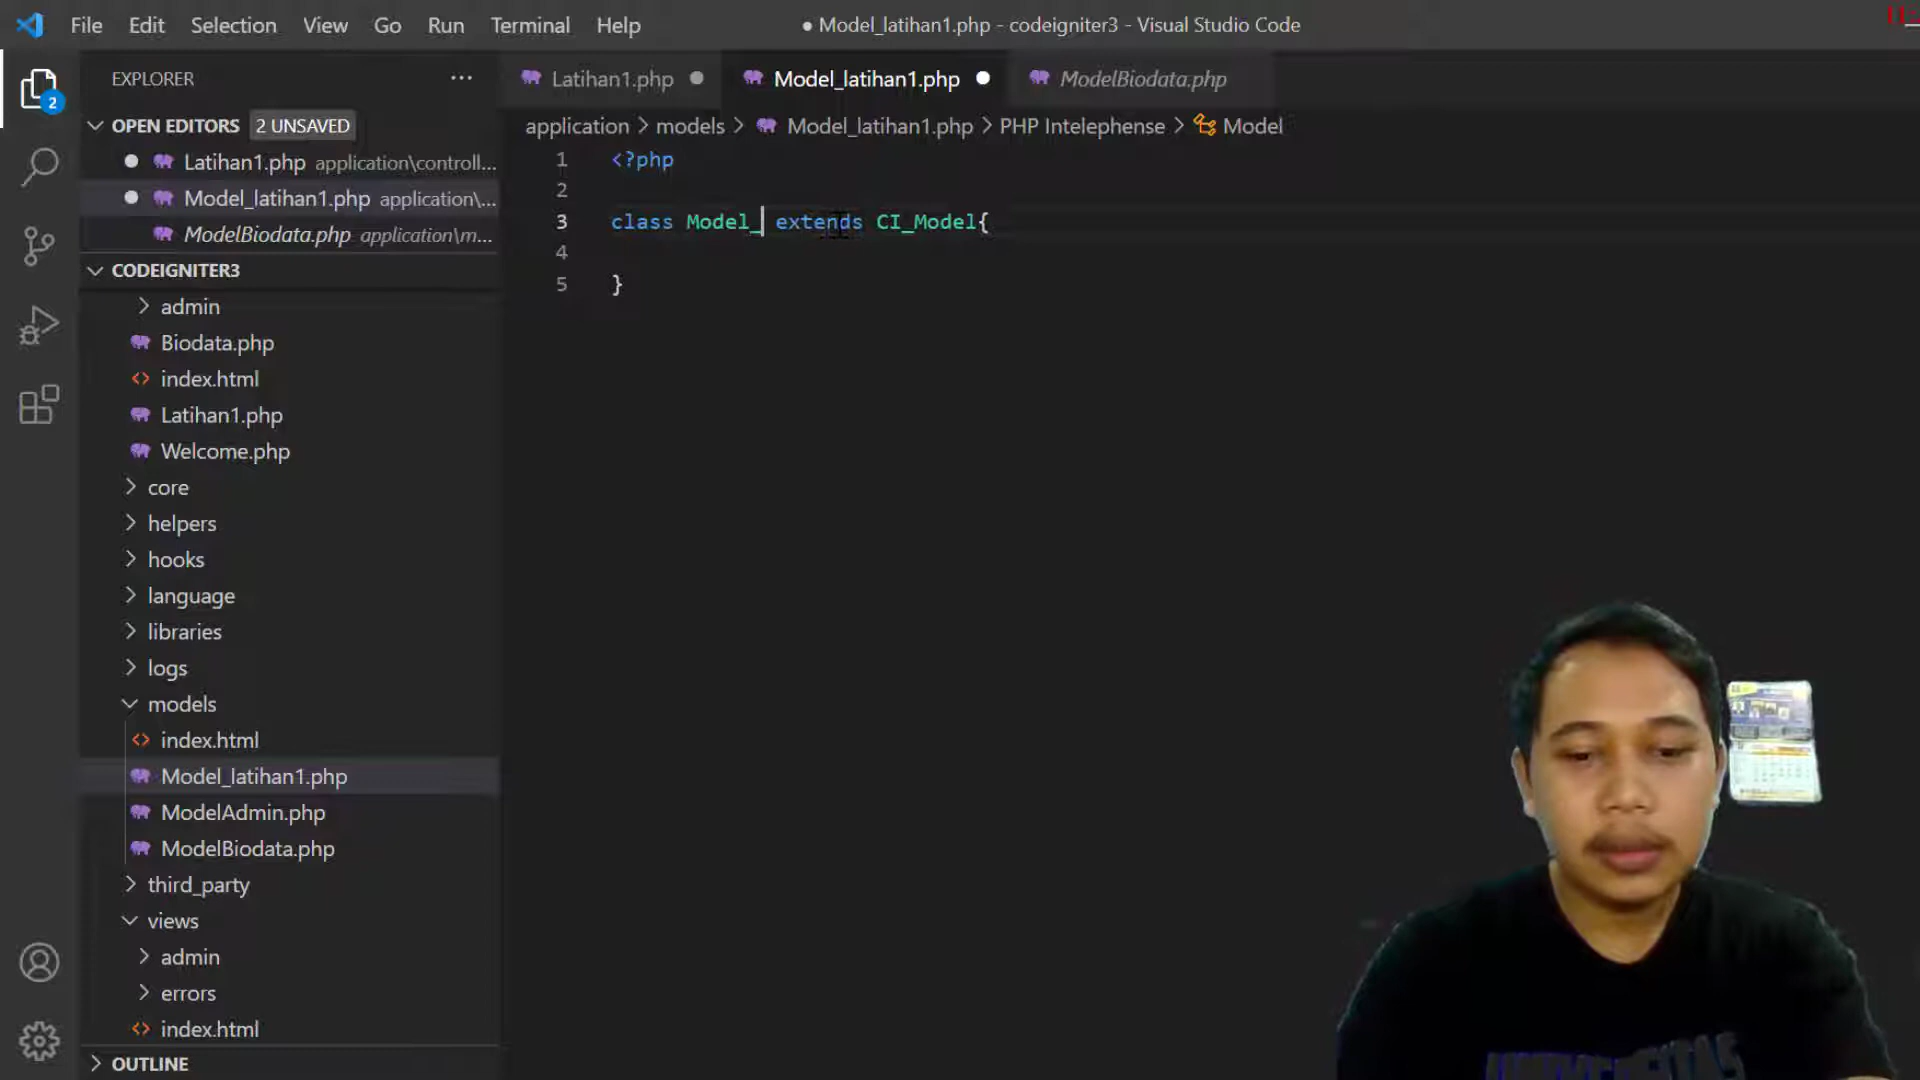 File Edit Selection View Go Run Terminal Help
● Model_latihan1.php - codeigniter3 - Visual Studio Code
EXPLORER ...
Latihan1.php ●
Model_latihan1.php ●
ModelBiodata.php
2
OPEN EDITORS 2 UNSAVED
Latihan1.php application\controll...
Model_latihan1.php application\...
ModelBiodata.php application\m...
CODEIGNITER3
admin
Biodata.php
index.html
Latihan1.php
Welcome.php
core
helpers
hooks
language
libraries
logs
models
index.html
Model_latihan1.php
ModelAdmin.php
ModelBiodata.php
third_party
views
admin
errors
index.html
OUTLINE
application > models > Model_latihan1.php > PHP Intelephense > Model
1 <?php
2
3 class Model_ extends CI_Model{
4
5 }